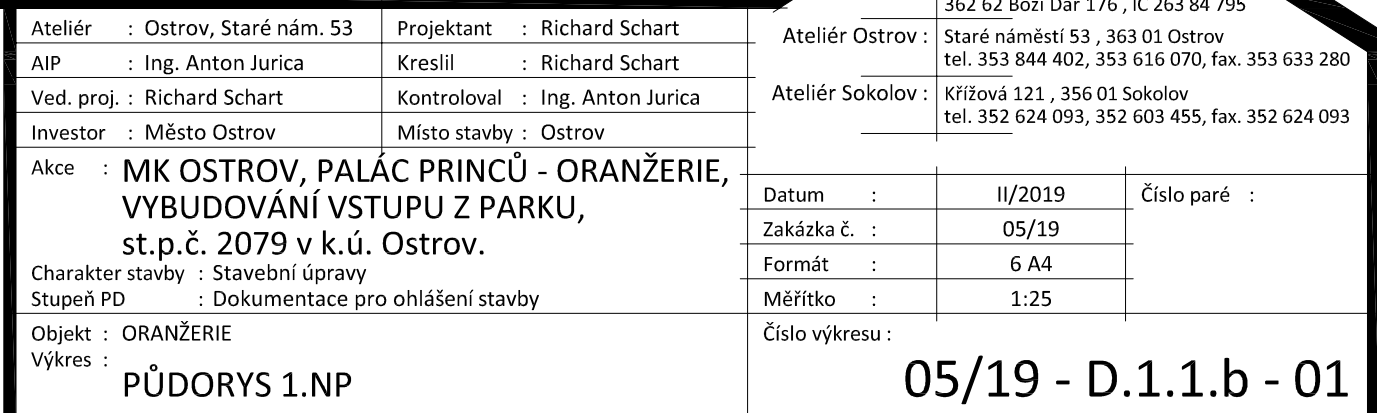 362 62 Boží Dar 176 , IČ 263 84 795
Ateliér : Ostrov, Staré nám. 53 Projektant : Richard Schart
AIP : Ing. Anton Jurica Kreslil : Richard Schart
Ved. proj. : Richard Schart Kontroloval : Ing. Anton Jurica
Investor : Město Ostrov Místo stavby : Ostrov
Ateliér Ostrov : Staré náměstí 53 , 363 01 Ostrov
tel. 353 844 402, 353 616 070, fax. 353 633 280
Ateliér Sokolov : Křížová 121 , 356 01 Sokolov
tel. 352 624 093, 352 603 455, fax. 352 624 093
Akce : MK OSTROV, PALÁC PRINCŮ - ORANŽERIE,
VYBUDOVÁNÍ VSTUPU Z PARKU,
st.p.č. 2079 v k.ú. Ostrov.
Charakter stavby : Stavební úpravy
Stupeň PD : Dokumentace pro ohlášení stavby
Datum : II/2019 Číslo paré :
Zakázka č. : 05/19
Formát : 6 A4
Měřítko : 1:25
Objekt : ORANŽERIE
Výkres :
PŮDORYS 1.NP
Číslo výkresu :
05/19 - D.1.1.b - 01